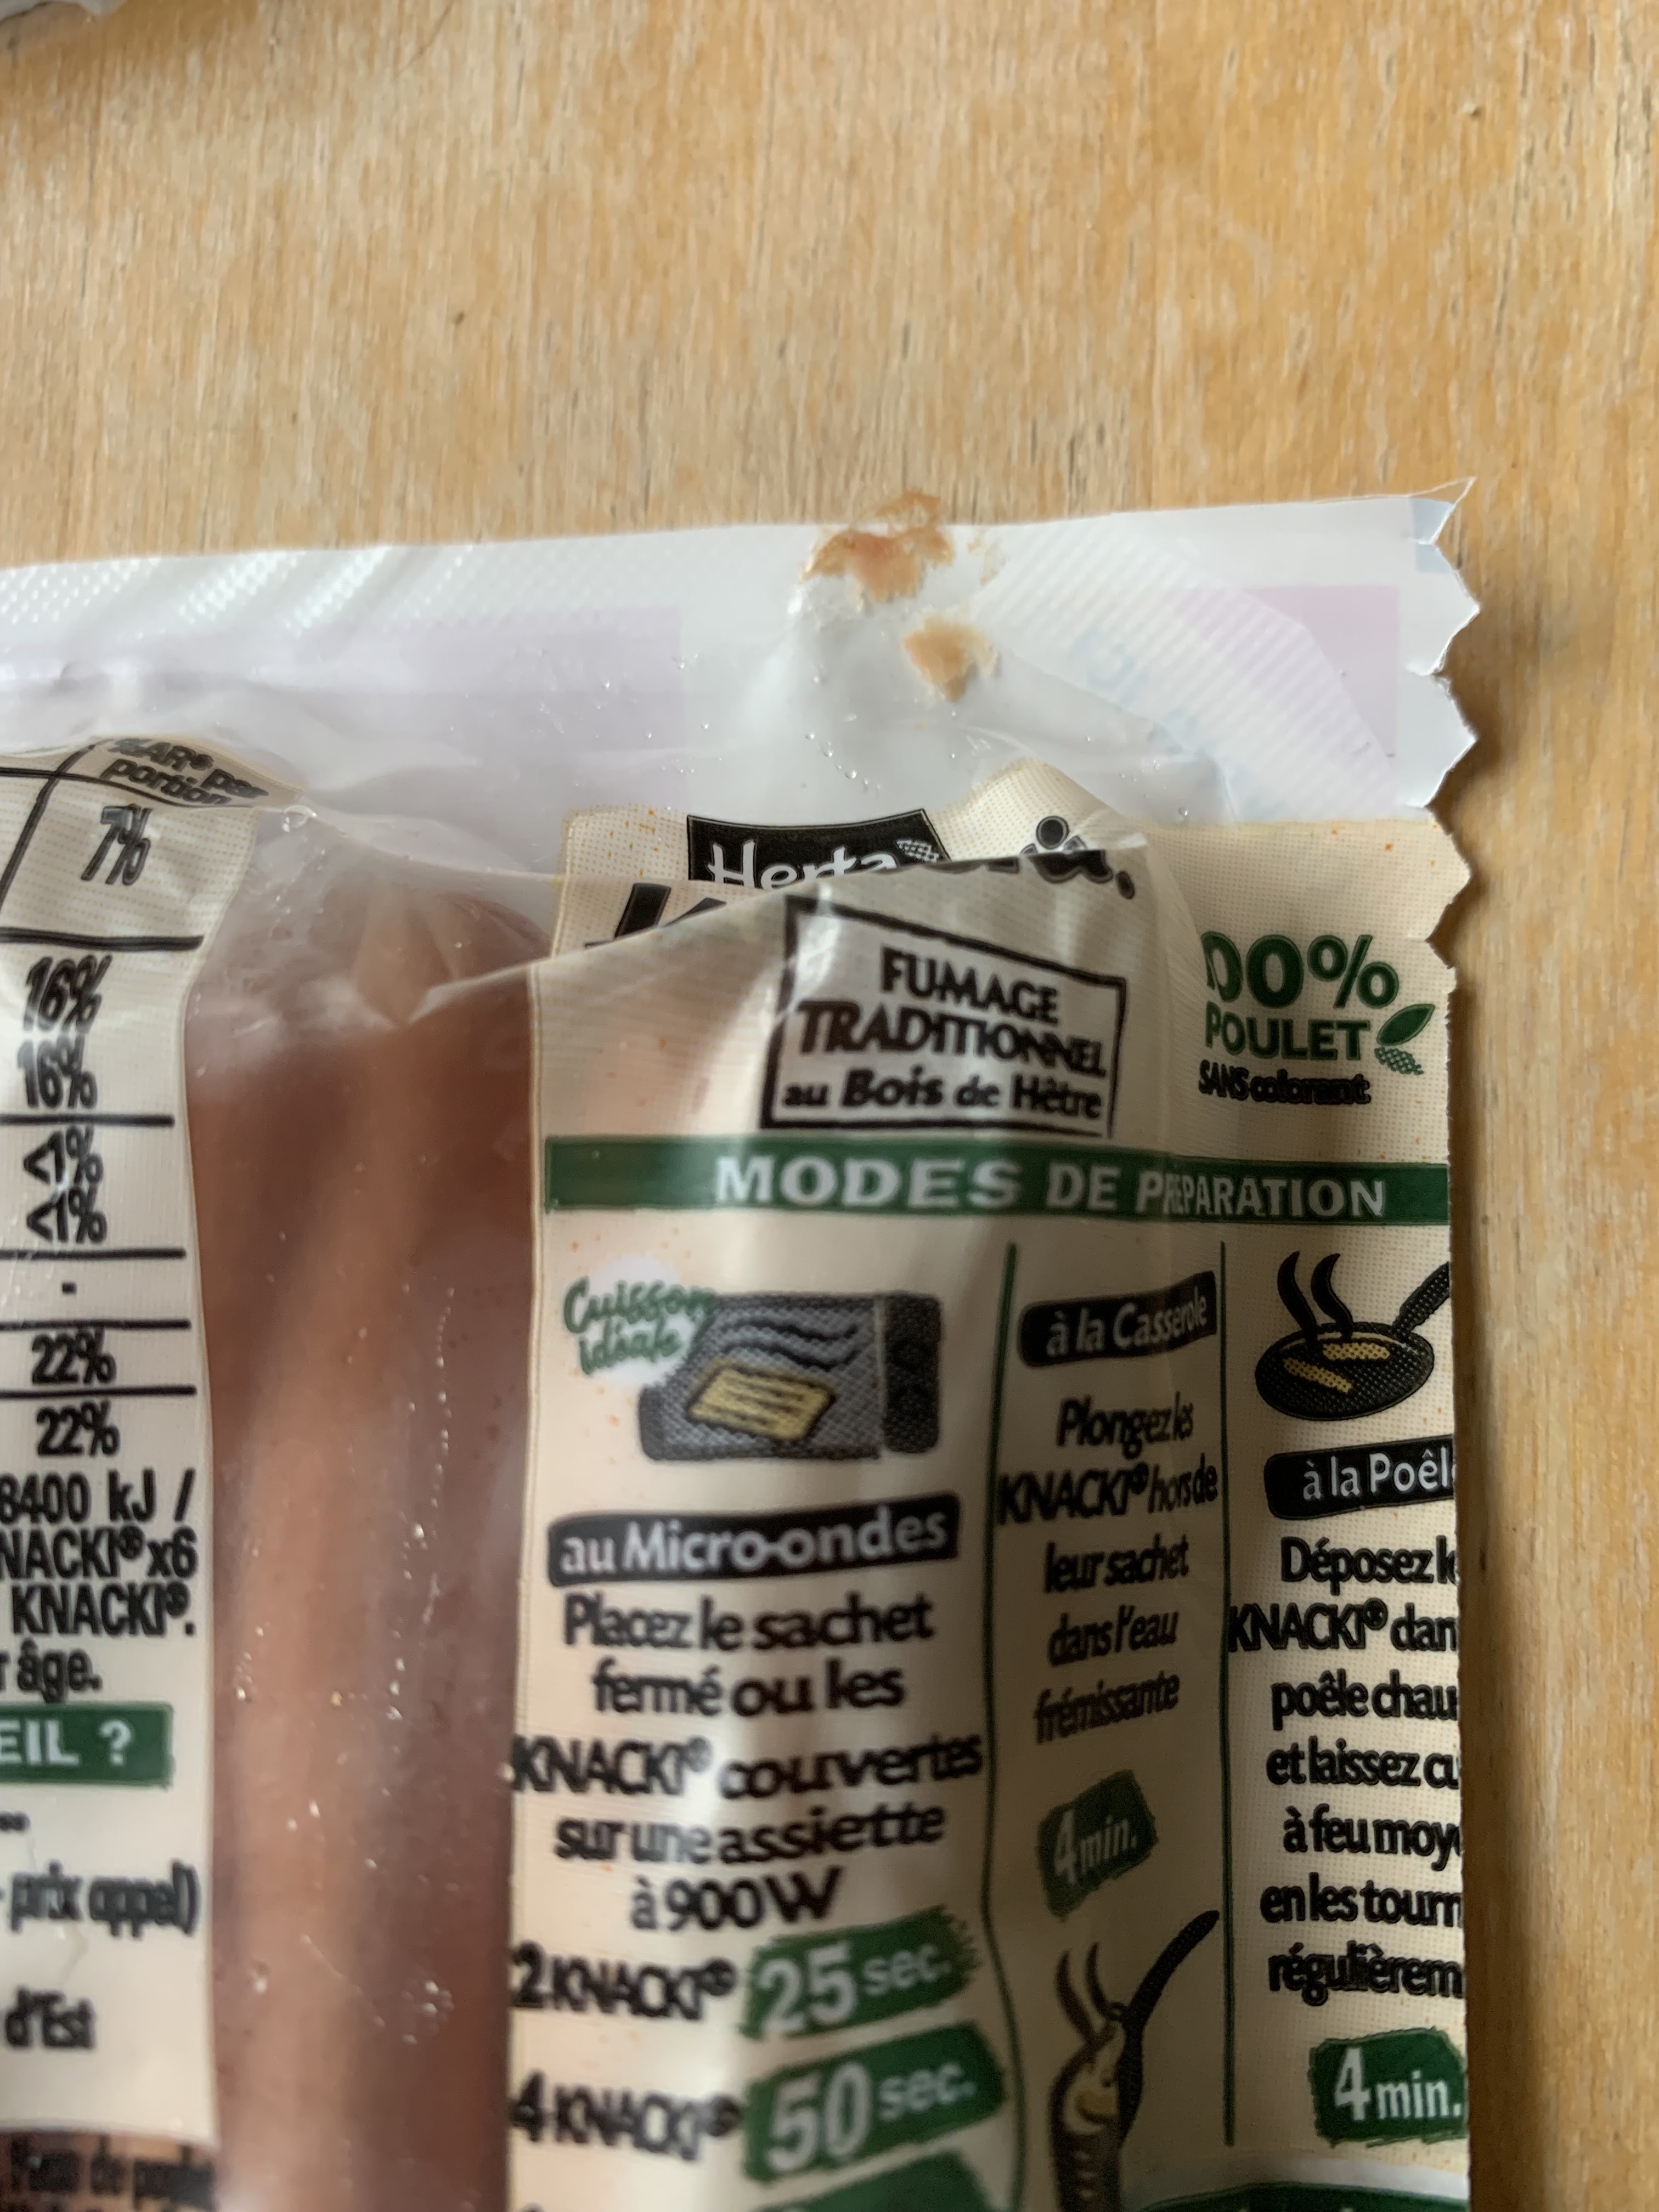 %AR® par
portion
7%
16%
16%
<1%
<1%
-
22%
22%
8400 kJ /
NACKI® x6
KNACKI®.
r âge.
EIL ?
prix appel)
d'Est
Herta
FUMAGE
TRADITIONNEL
au Bois de Hêtre
00%
POULET
SANS colorant
MODES DE PREPARATION
Cuisson
idéale
au Micro-ondes
Placez le sachet
fermé ou les
KNACKI® couvertes
sur une assiette
à 900 W
2 KNACKI® 25 sec.
4 KNACKI® 50 sec.
à la Casserole
Plongez les
KNACKI® hors de
leur sachet
dans l'eau
frémissante
4 min.
à la Poêle
Déposez le
KNACKI® dan
poêle chau
et laissez cu
à feu moy
en les tourn
régulièrem
4 min.